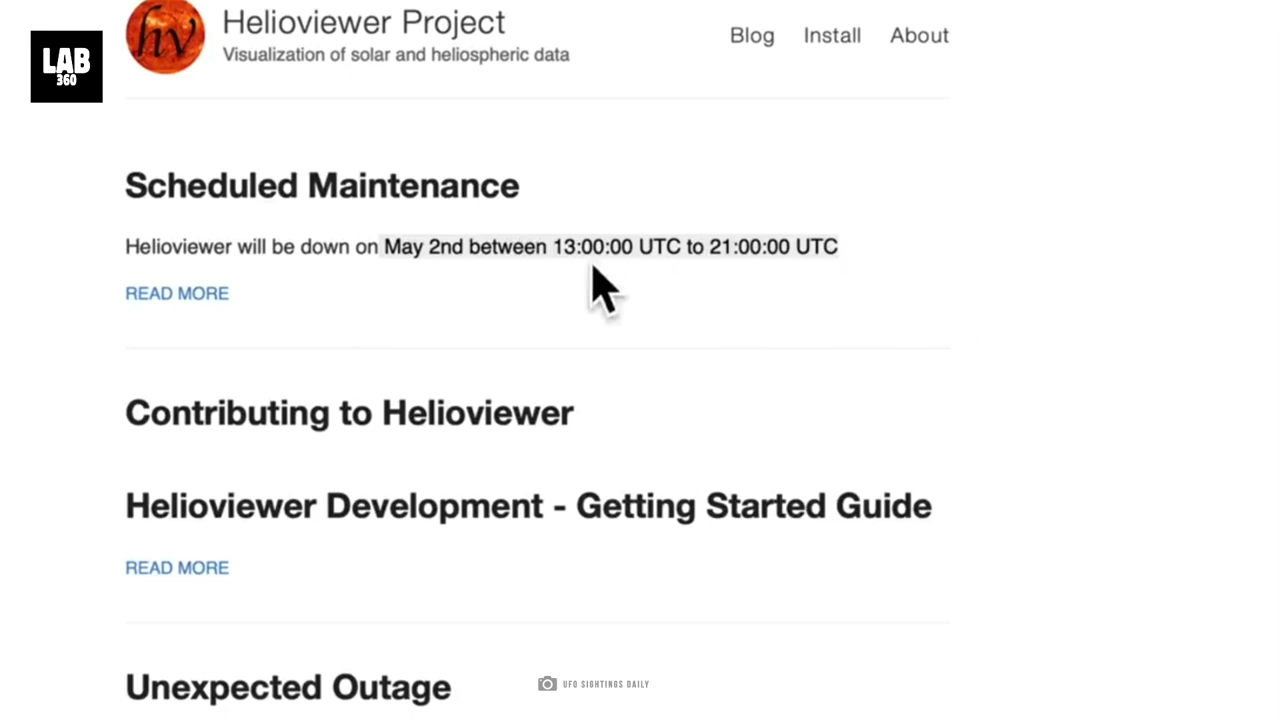 LAB
360
hv
Helioviewer Project
Visualization of solar and heliospheric data
Blog Install About
Scheduled Maintenance
Helioviewer will be down on May 2nd between 13:00:00 UTC to 21:00:00 UTC
READ MORE
Contributing to Helioviewer
Helioviewer Development - Getting Started Guide
READ MORE
Unexpected Outage
UFO SIGHTINGS DAILY